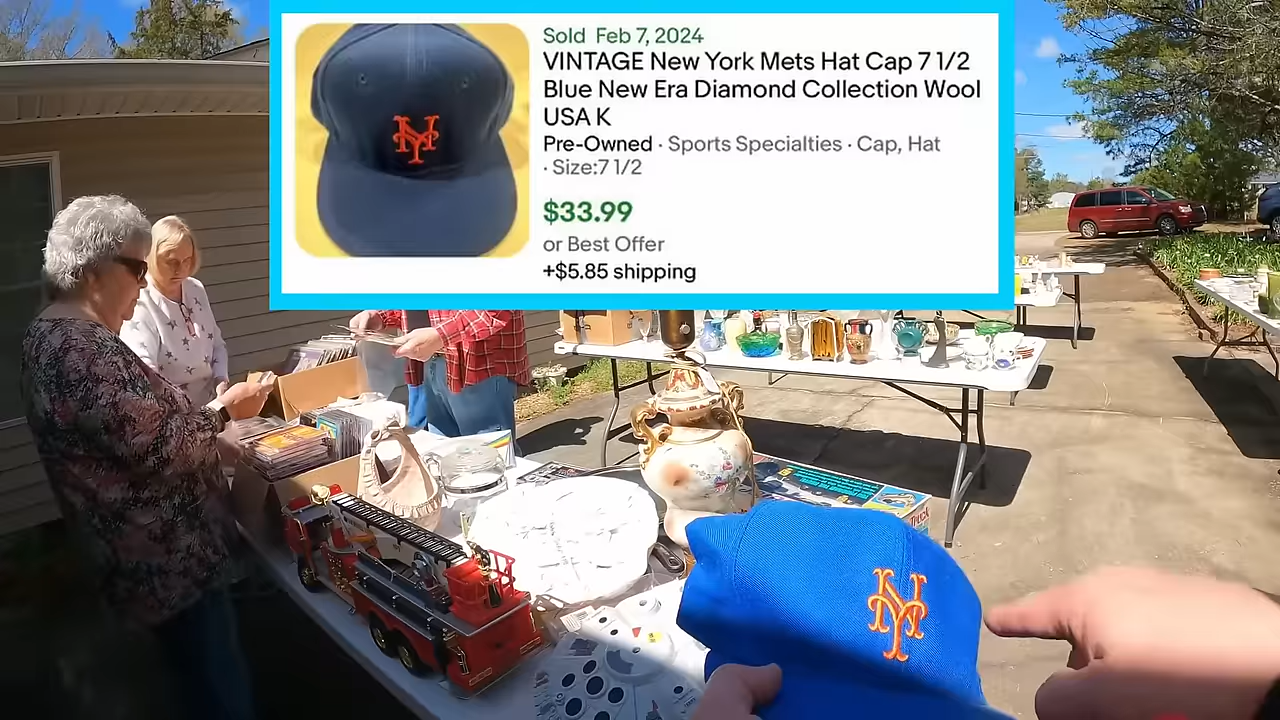 Sold Feb 7, 2024
VINTAGE New York Mets Hat Cap 7 1/2
Blue New Era Diamond Collection Wool
USA K
Pre-Owned · Sports Specialties · Cap, Hat
· Size:7 1/2
$33.99
or Best Offer
+$5.85 shipping
NY
NY